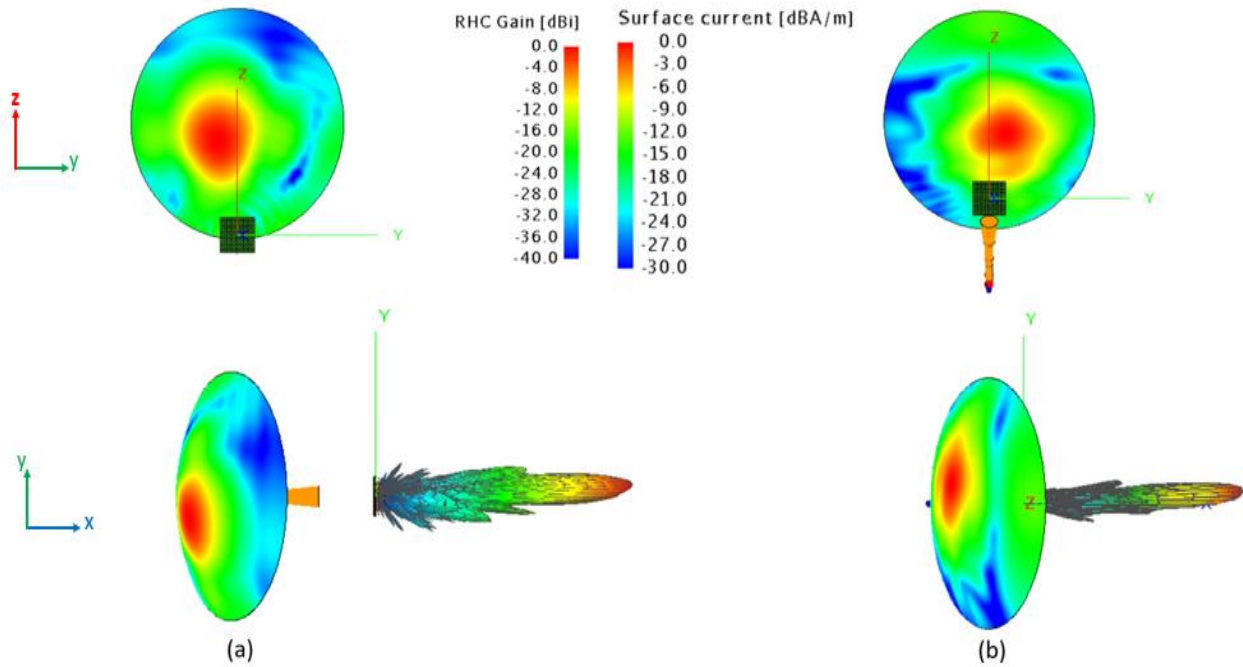 RHC Gain [dBi]
Surface current [dBA/m]
0.0
-4.0
-8.0
-12.0
-16.0
-20.0
-24.0
-28.0
-32.0
-36.0
-40.0
0.0
-3.0
-6.0
-9.0
-12.0
-15.0
-18.0
-21.0
-24.0
-27.0
-30.0
z
y
Z
Y
Z
Y
y
x
Y
Y
Z
X
(a)
(b)